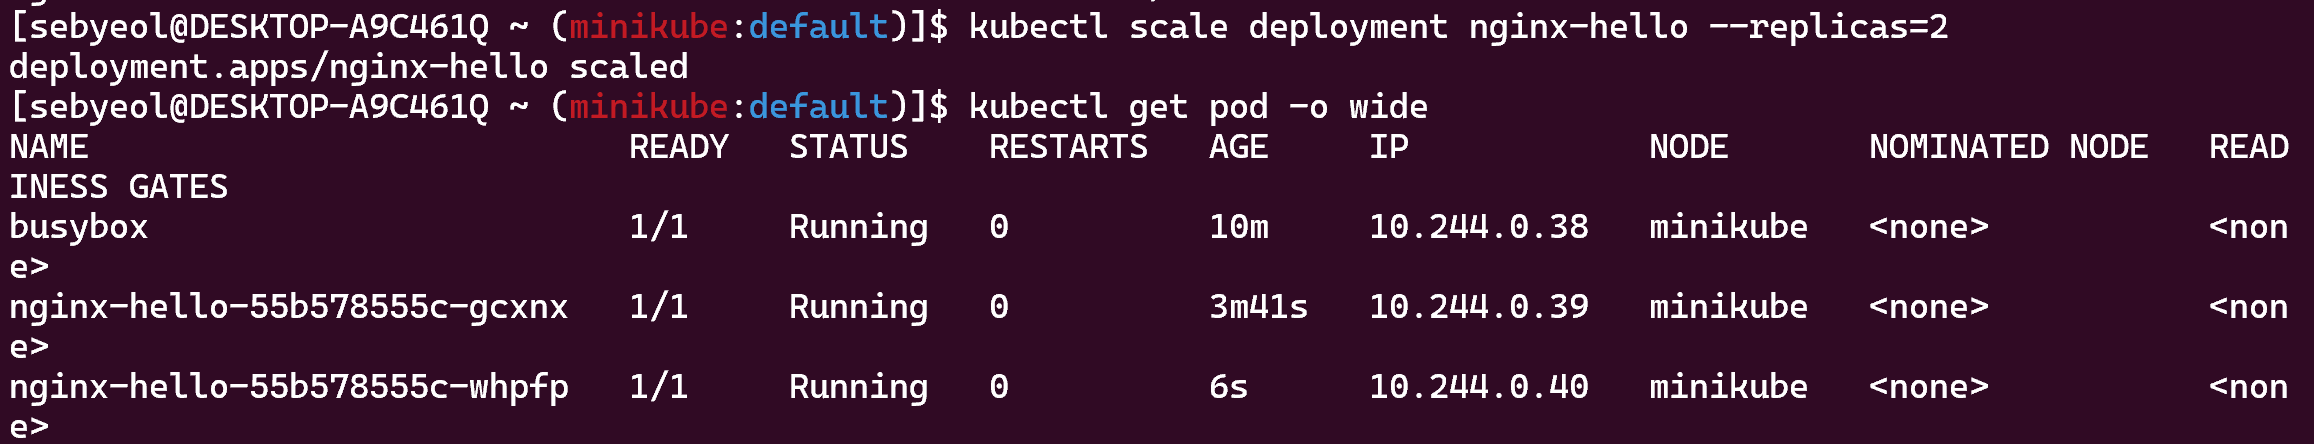 [sebyeol@DESKTOP-A9C461Q ~ (minikube:default)]$ kubectl scale deployment nginx-hello --replicas=2
deployment.apps/nginx-hello scaled
[sebyeol@DESKTOP-A9C461Q ~ (minikube:default)]$ kubectl get pod -o wide
NAME                           READY   STATUS    RESTARTS   AGE     IP            NODE       NOMINATED NODE   READ
INESS GATES
busybox                        1/1     Running   0          10m     10.244.0.38   minikube   <none>           <non
e>
nginx-hello-55b578555c-gcxnx   1/1     Running   0          3m41s   10.244.0.39   minikube   <none>           <non
e>
nginx-hello-55b578555c-whpfp   1/1     Running   0          6s      10.244.0.40   minikube   <none>           <non
e>